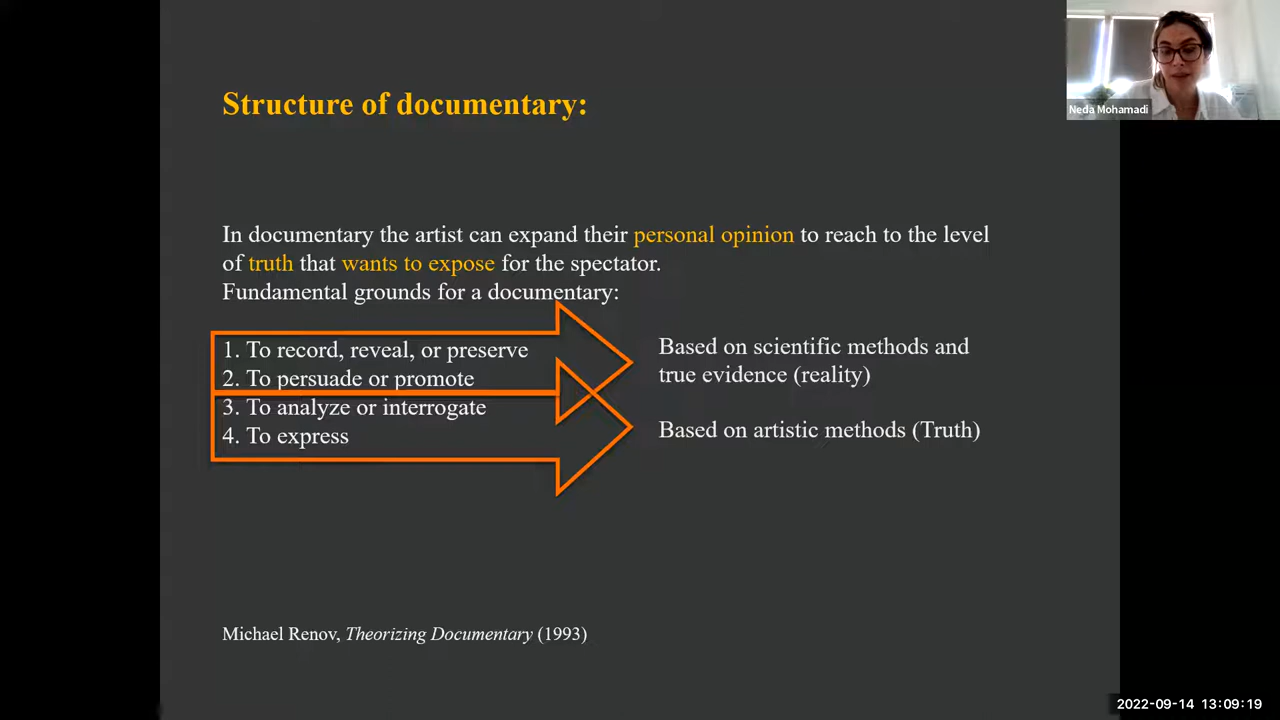 Neda Mohamadi
Structure of documentary:
In documentary the artist can expand their personal opinion to reach to the level
of truth that wants to expose for the spectator.
Fundamental grounds for a documentary:
1. To record, reveal, or preserve
2. To persuade or promote
3. To analyze or interrogate
4. To express
Based on scientific methods and
true evidence (reality)
Based on artistic methods (Truth)
Michael Renov, Theorizing Documentary (1993)
2022-09-14 13:09:19